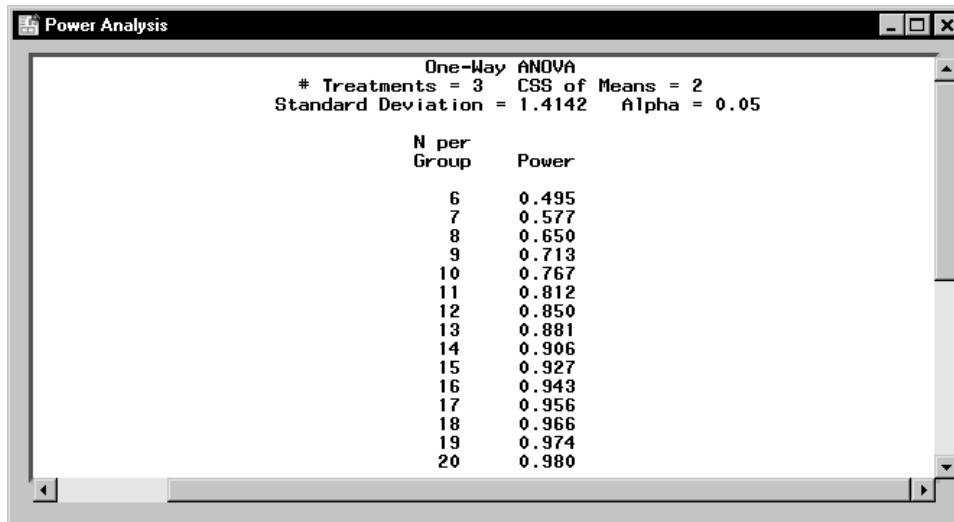 Power Analysis
One-Way ANOVA
# Treatments = 3 CSS of Means = 2
Standard Deviation = 1.4142 Alpha = 0.05
N per
Group Power
6 0.495
7 0.577
8 0.650
9 0.713
10 0.767
11 0.812
12 0.850
13 0.881
14 0.906
15 0.927
16 0.943
17 0.956
18 0.966
19 0.974
20 0.980